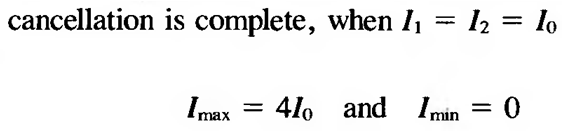 cancellation is complete, when I₁ = I₂ = I₀
Iₘₐₓ = 4I₀ and Iₘᵢₙ = 0